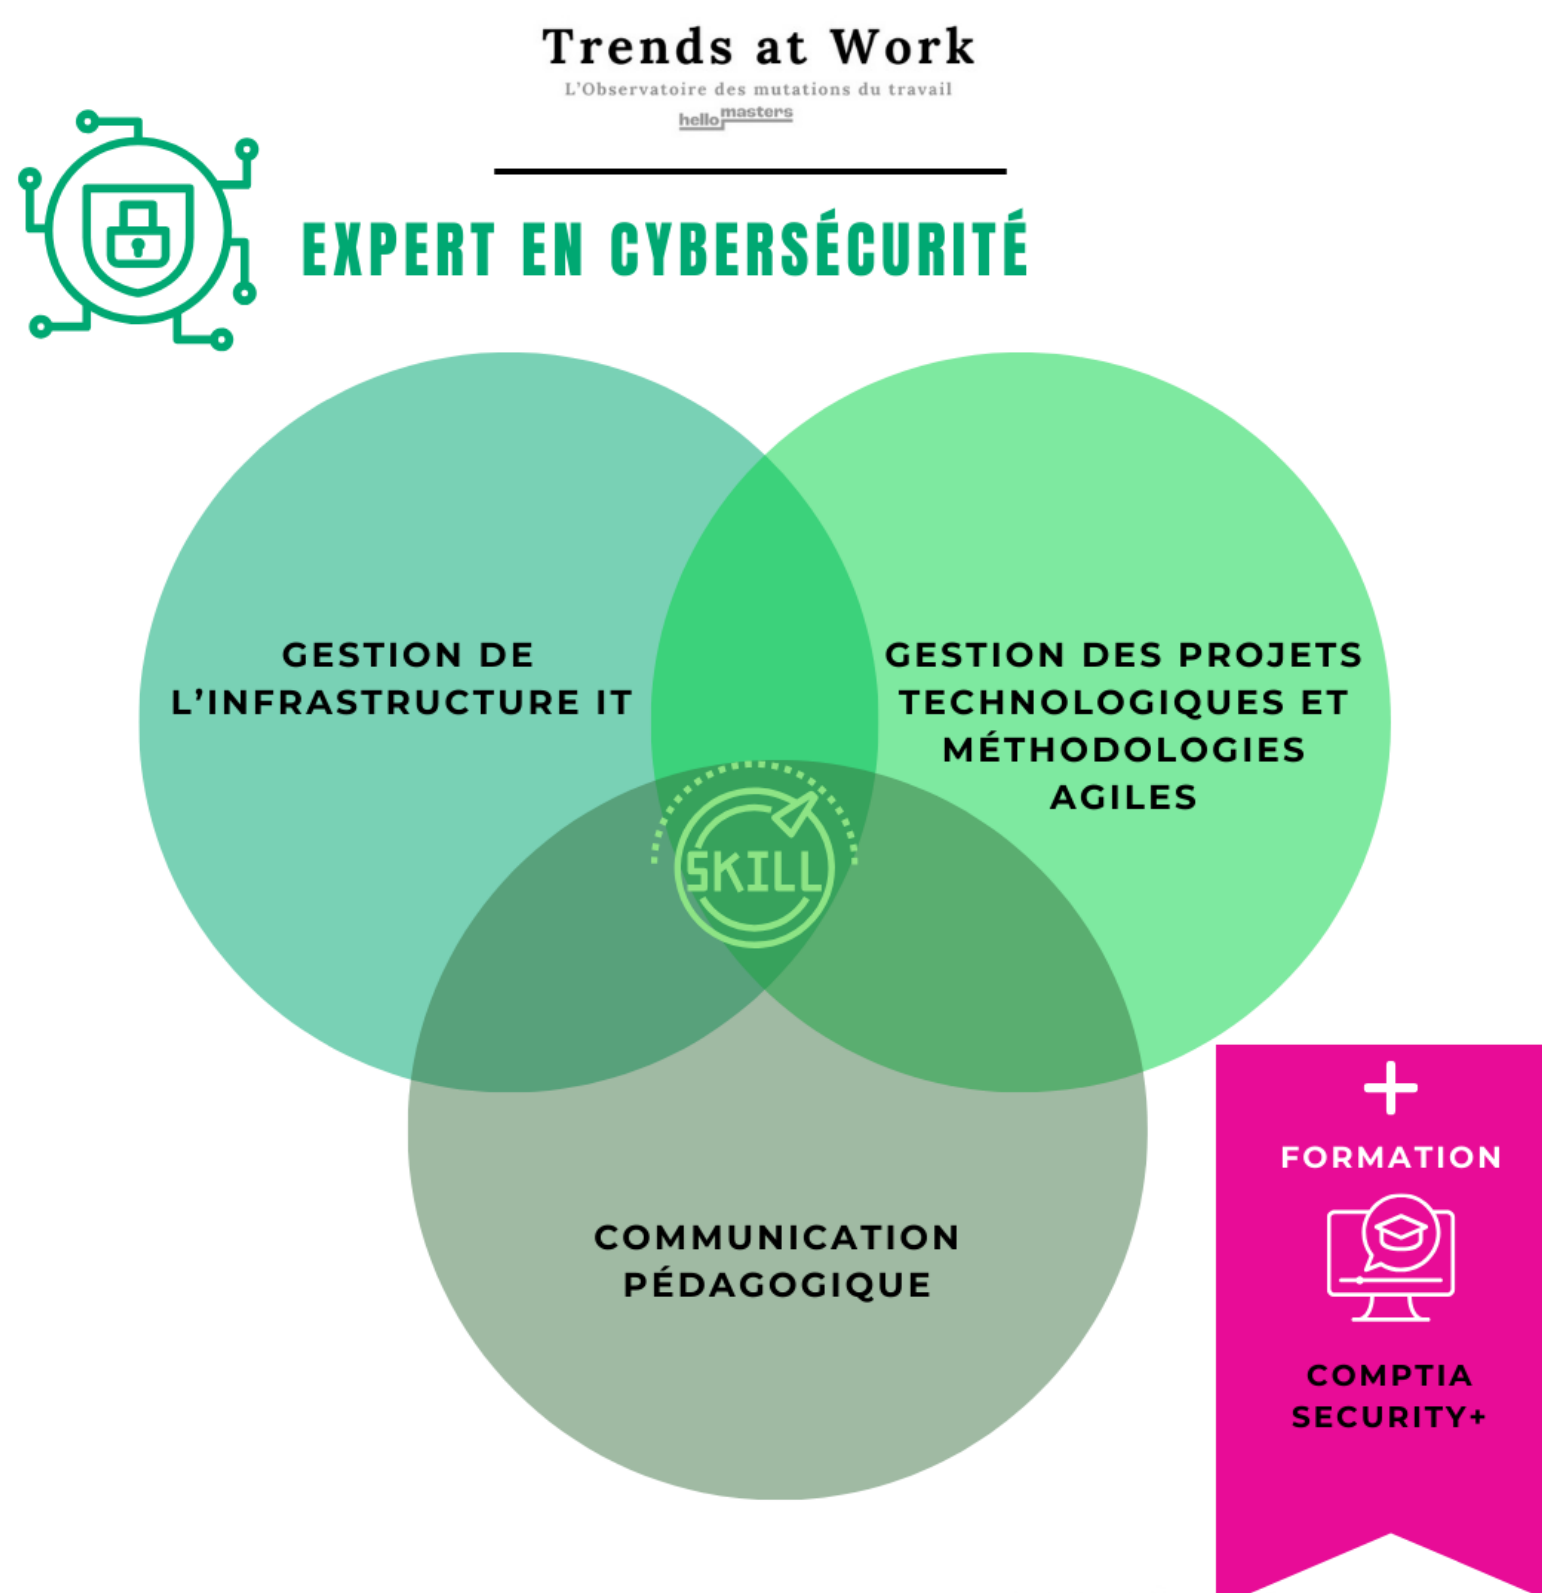 Trends at Work
L'Observatoire des mutations du travail
hello masters
EXPERT EN CYBERSÉCURITÉ
GESTION DE
L'INFRASTRUCTURE IT
GESTION DES PROJETS
TECHNOLOGIQUES ET
MÉTHODOLOGIES
AGILES
SKILL
COMMUNICATION
PÉDAGOGIQUE
+
FORMATION
COMPTIA
SECURITY+